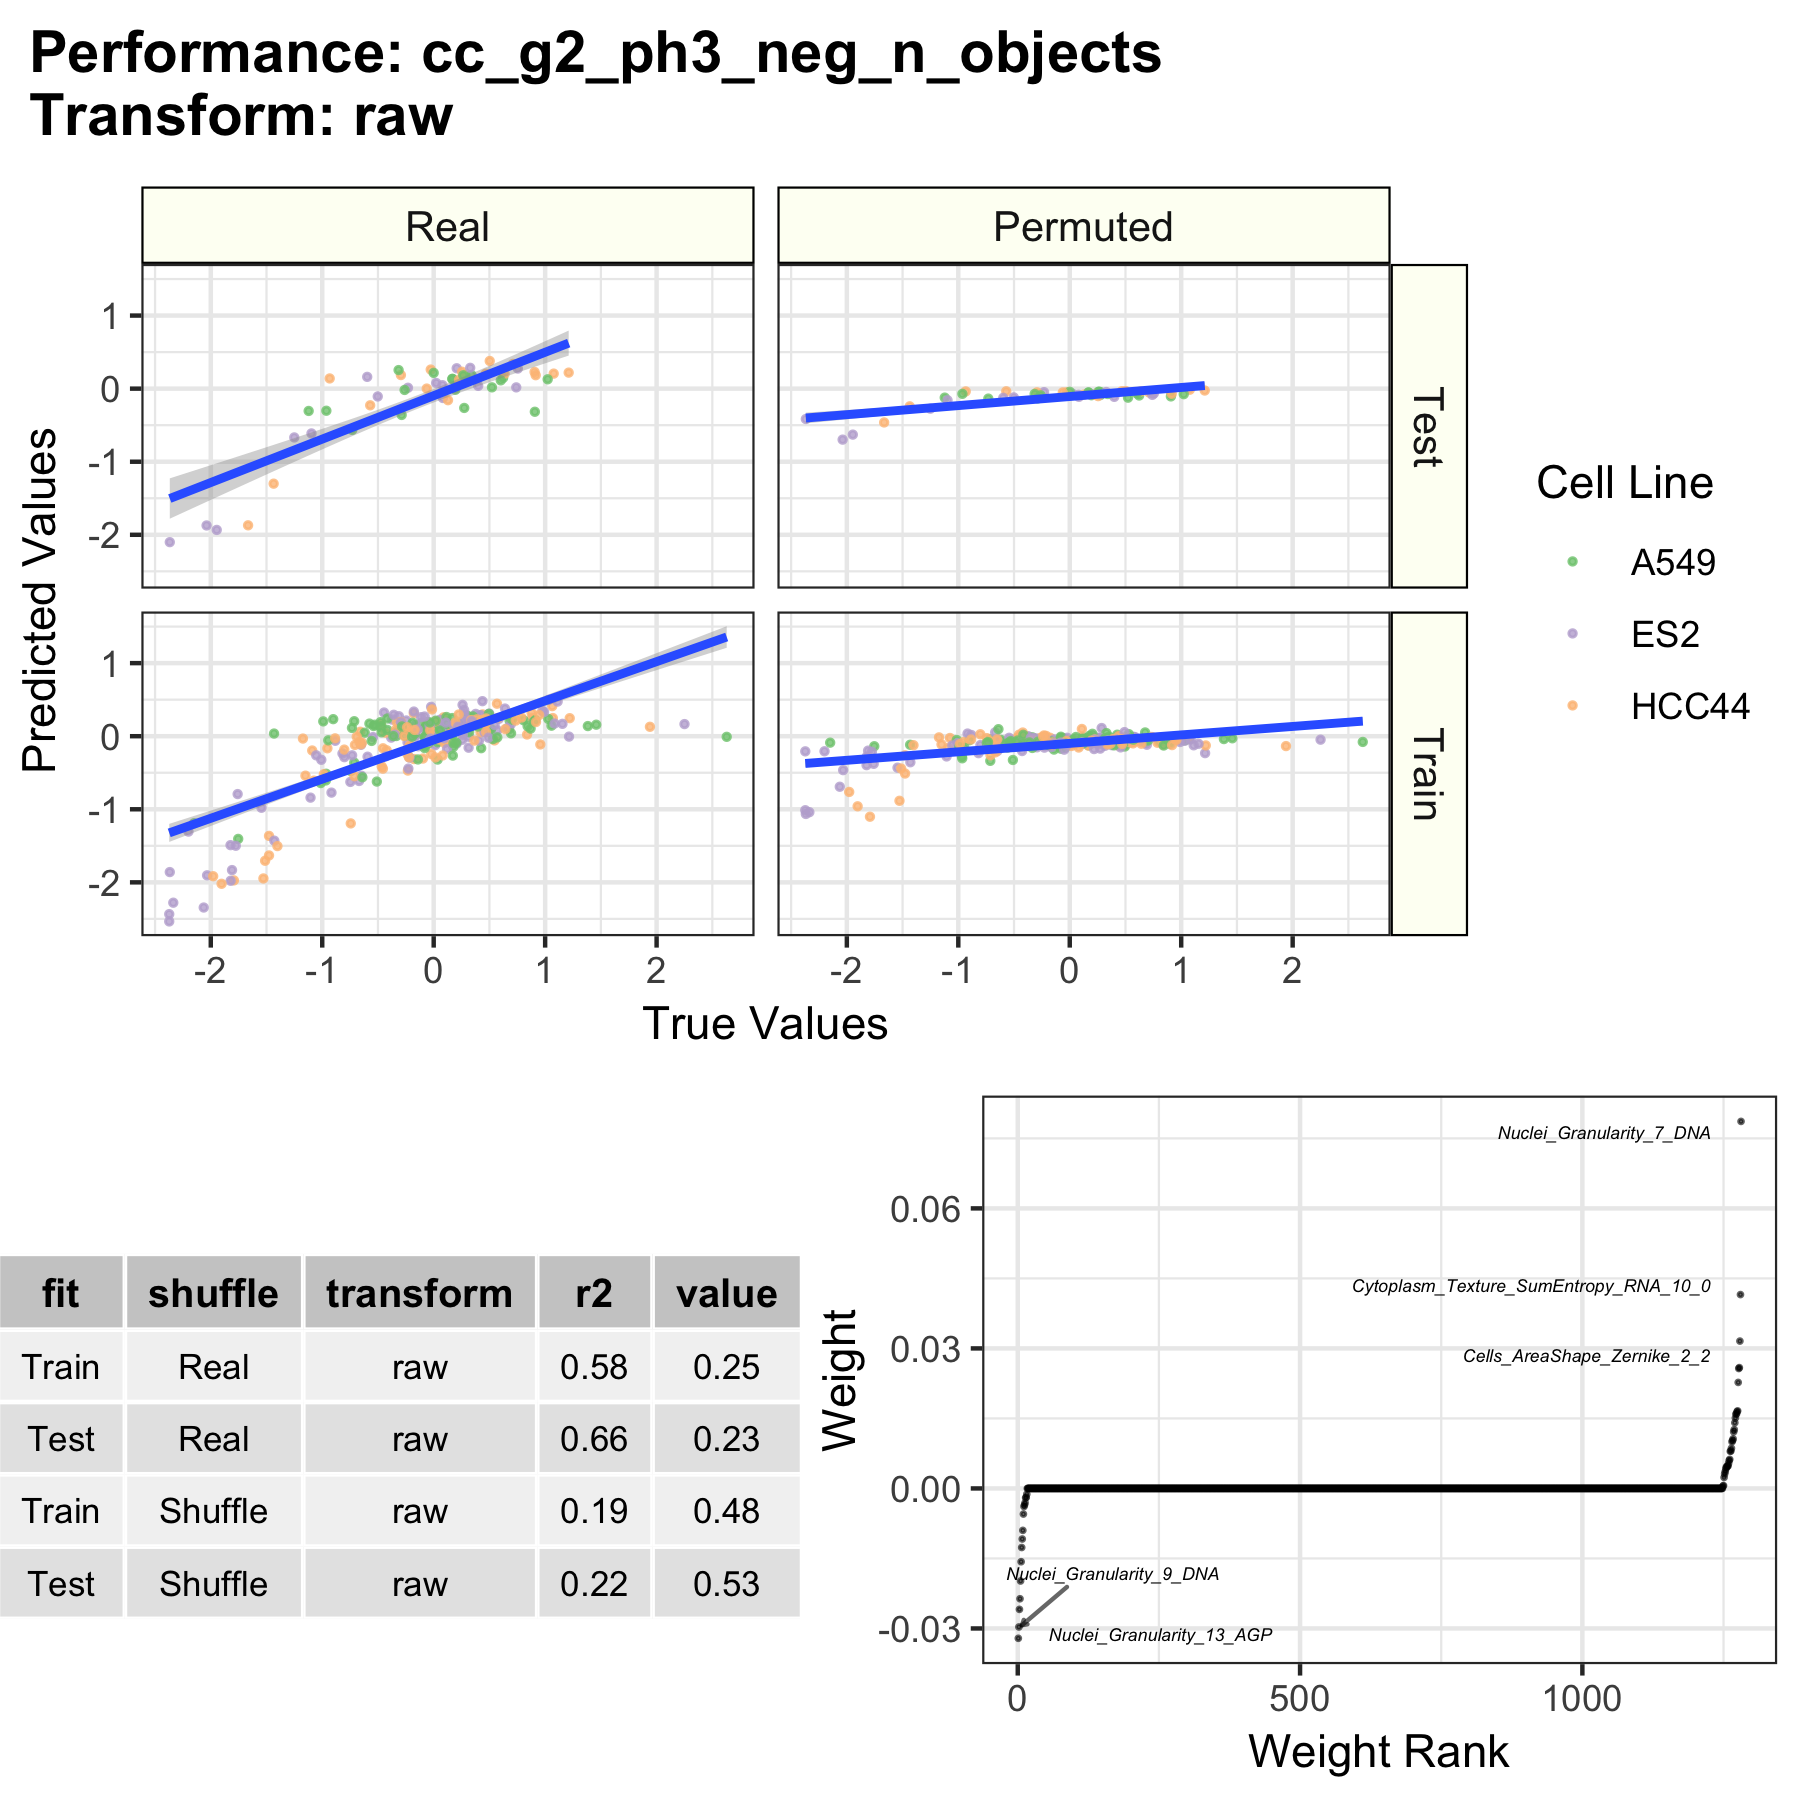 Performance: cc_g2_ph3_neg_n_objects
Transform: raw
Real
Permuted
Predicted Values
1
0
-1
-2
Test
1
0
-1
-2
Train
-2 -1 0 1 2
-2 -1 0 1 2
True Values
Cell Line
A549
ES2
HCC44
fit shuffle transform r2 value
Train Real raw 0.58 0.25
Test Real raw 0.66 0.23
Train Shuffle raw 0.19 0.48
Test Shuffle raw 0.22 0.53
Weight
0.06
0.03
0.00
-0.03
Nuclei_Granularity_7_DNA
Cytoplasm_Texture_SumEntropy_RNA_10_0
Cells_AreaShape_Zernike_2_2
Nuclei_Granularity_9_DNA
Nuclei_Granularity_13_AGP
0 500 1000
Weight Rank